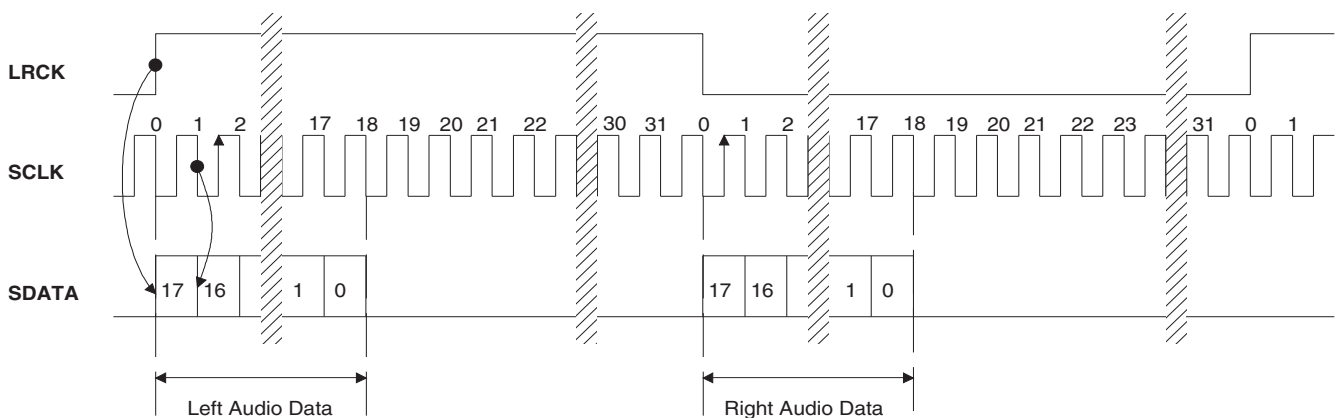 LRCK
0 1 2 17 18 19 20 21 22 30 31 0 1 2 17 18 19 20 21 22 23 31 0 1
SCLK
SDATA 17 16 1 0 17 16 1 0
Left Audio Data Right Audio Data